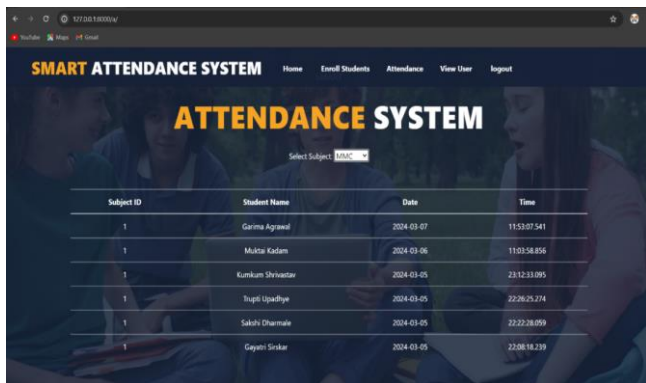 127.0.0.1:8000/a/
YouTube Maps Gmail
SMART ATTENDANCE SYSTEM Home Enroll Students Attendance View User logout
ATTENDANCE SYSTEM
Select Subject: MMC
Subject ID Student Name Date Time
1 Garima Agrawal 2024-03-07 11:53:07.541
1 Muktai Kadam 2024-03-06 11:03:58.856
1 Kumkum Shrivastav 2024-03-05 23:12:33.095
1 Trupti Upadhye 2024-03-05 22:26:25.274
1 Sakshi Dharmale 2024-03-05 22:22:28.059
1 Gayatri Sirskar 2024-03-05 22:08:18.239